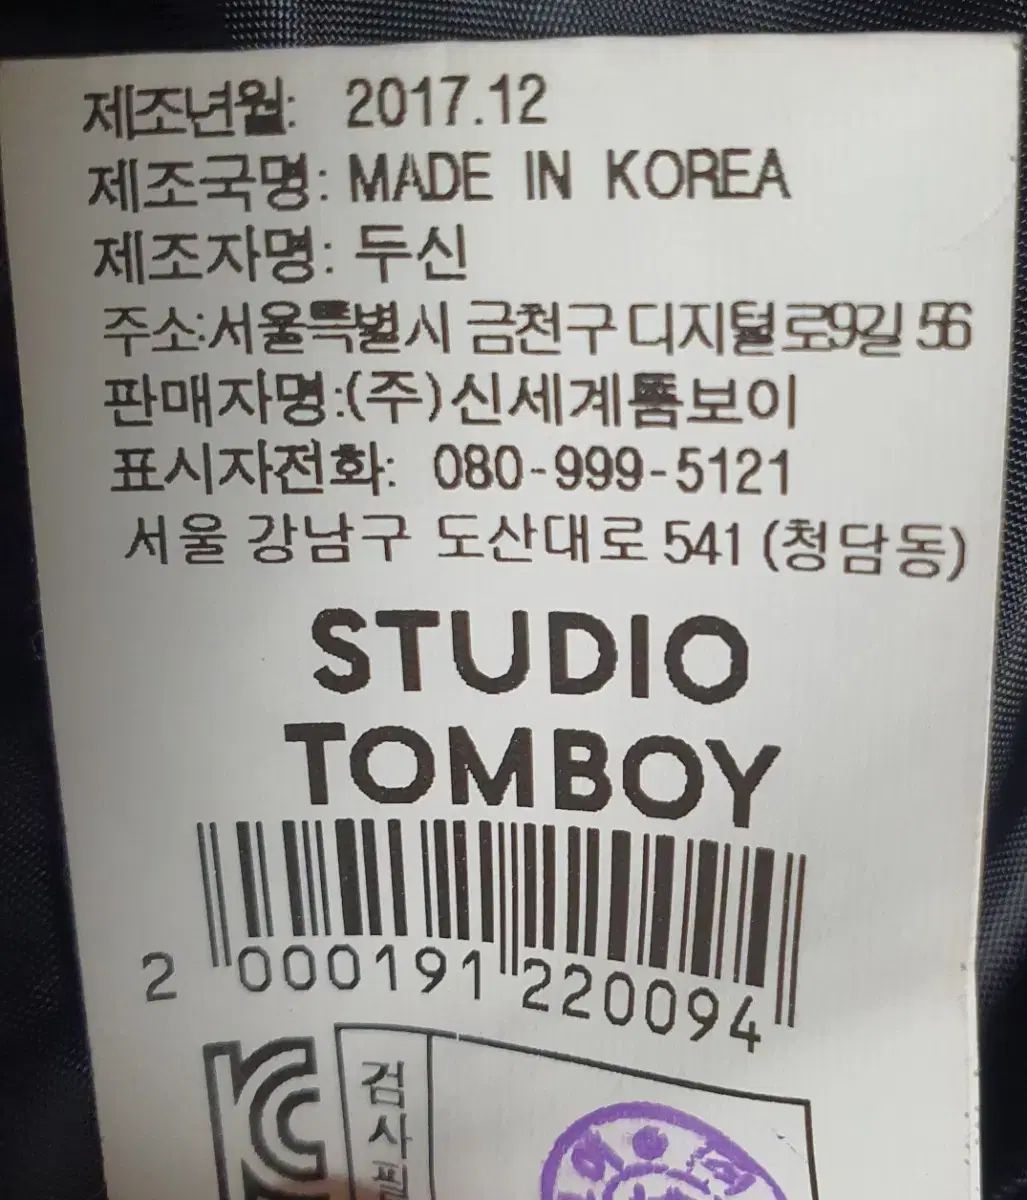 제조년월: 2017.12
제조국명: MADE IN KOREA
제조자명: 두신
주소:서울특별시 금천구 디지털로9길 56
판매자명:(주)신세계톰보이
표시자전화: 080-999-5121
서울 강남구 도산대로 541 (청담동)
STUDIO
TOMBOY
2 000191 220094
KC
검사필